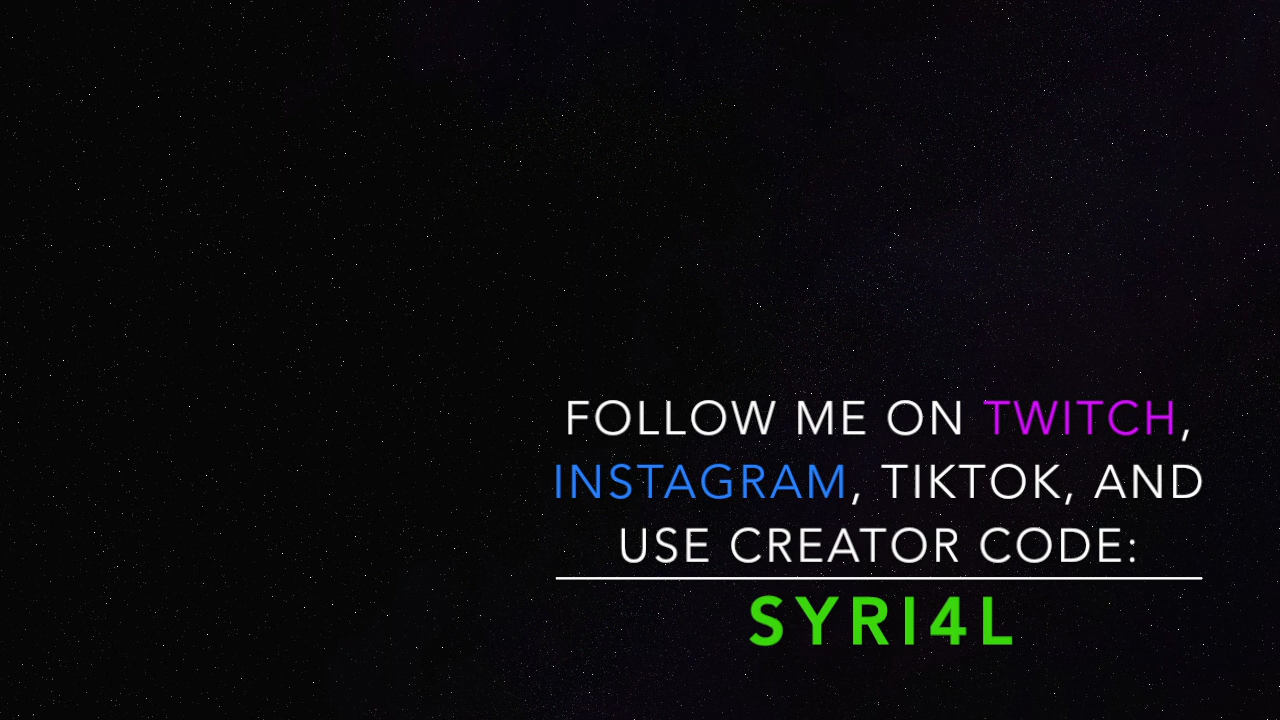 FOLLOW ME ON TWITCH,
INSTAGRAM, TIKTOK, AND
USE CREATOR CODE:
SYRI4L